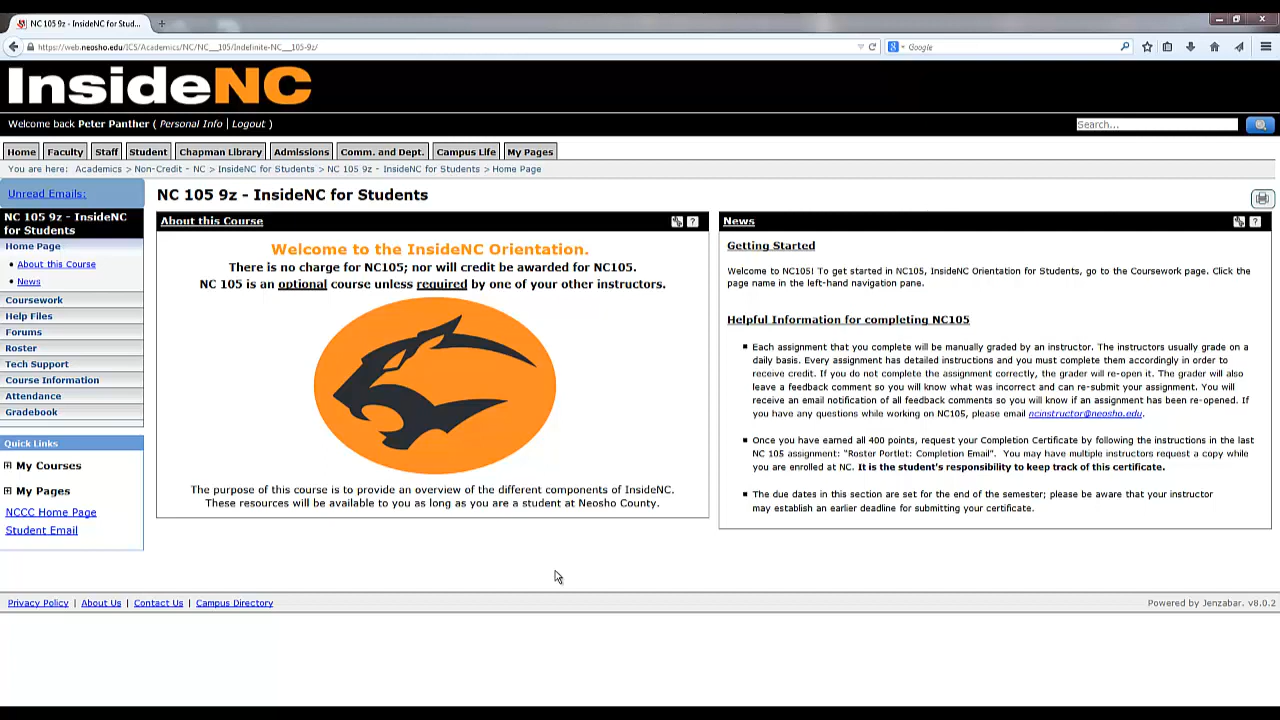 NC 105 9z - InsideNC for Stud...
https://web.neosho.edu/ICS/Academics/NC/NC__105/Indefinite-NC__105-9z/
Google
InsideNC
Welcome back Peter Panther ( Personal Info | Logout )
Search...
Home Faculty Staff Student Chapman Library Admissions Comm. and Dept. Campus Life My Pages
You are here: Academics > Non-Credit - NC > InsideNC for Students > NC 105 9z - InsideNC for Students > Home Page
Unread Emails:
NC 105 9z - InsideNC
for Students
Home Page
• About this Course
• News
Coursework
Help Files
Forums
Roster
Tech Support
Course Information
Attendance
Gradebook
Quick Links
My Courses
My Pages
NCCC Home Page
Student Email
NC 105 9z - InsideNC for Students
About this Course
Welcome to the InsideNC Orientation.
There is no charge for NC105; nor will credit be awarded for NC105.
NC 105 is an optional course unless required by one of your other instructors.
The purpose of this course is to provide an overview of the different components of InsideNC.
These resources will be available to you as long as you are a student at Neosho County.
News
Getting Started
Welcome to NC105! To get started in NC105, InsideNC Orientation for Students, go to the Coursework page. Click the
page name in the left-hand navigation pane.
Helpful Information for completing NC105
Each assignment that you complete will be manually graded by an instructor. The instructors usually grade on a
daily basis. Every assignment has detailed instructions and you must complete them accordingly in order to
receive credit. If you do not complete the assignment correctly, the grader will re-open it. The grader will also
leave a feedback comment so you will know what was incorrect and can re-submit your assignment. You will
receive an email notification of all feedback comments so you will know if an assignment has been re-opened. If
you have any questions while working on NC105, please email ncinstructor@neosho.edu.
Once you have earned all 400 points, request your Completion Certificate by following the instructions in the last
NC 105 assignment: "Roster Portlet: Completion Email". You may have multiple instructors request a copy while
you are enrolled at NC. It is the student's responsibility to keep track of this certificate.
The due dates in this section are set for the end of the semester; please be aware that your instructor
may establish an earlier deadline for submitting your certificate.
Privacy Policy | About Us | Contact Us | Campus Directory
Powered by Jenzabar. v8.0.2